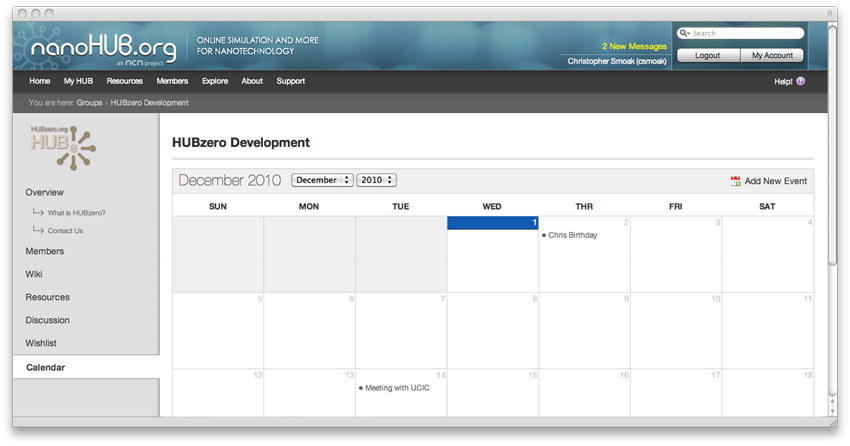 nanoHUB.org
an ncn project
ONLINE SIMULATION AND MORE
FOR NANOTECHNOLOGY
2 New Messages
Christopher Smoak (csmoak)
Search
Logout
My Account
Home My HUB Resources Members Explore About Support Help! ?
You are here: Groups › HUBzero Development
HUBzero.org
HUB
Overview
What is HUBzero?
Contact Us
Members
Wiki
Resources
Discussion
Wishlist
Calendar
HUBzero Development
December 2010 December 2010 Add New Event
SUN MON TUE WED THR FRI SAT
1 2 3 4
• Chris Birthday
5 6 7 8 9 10 11
12 13 14 15 16 17 18
• Meeting with UCIC